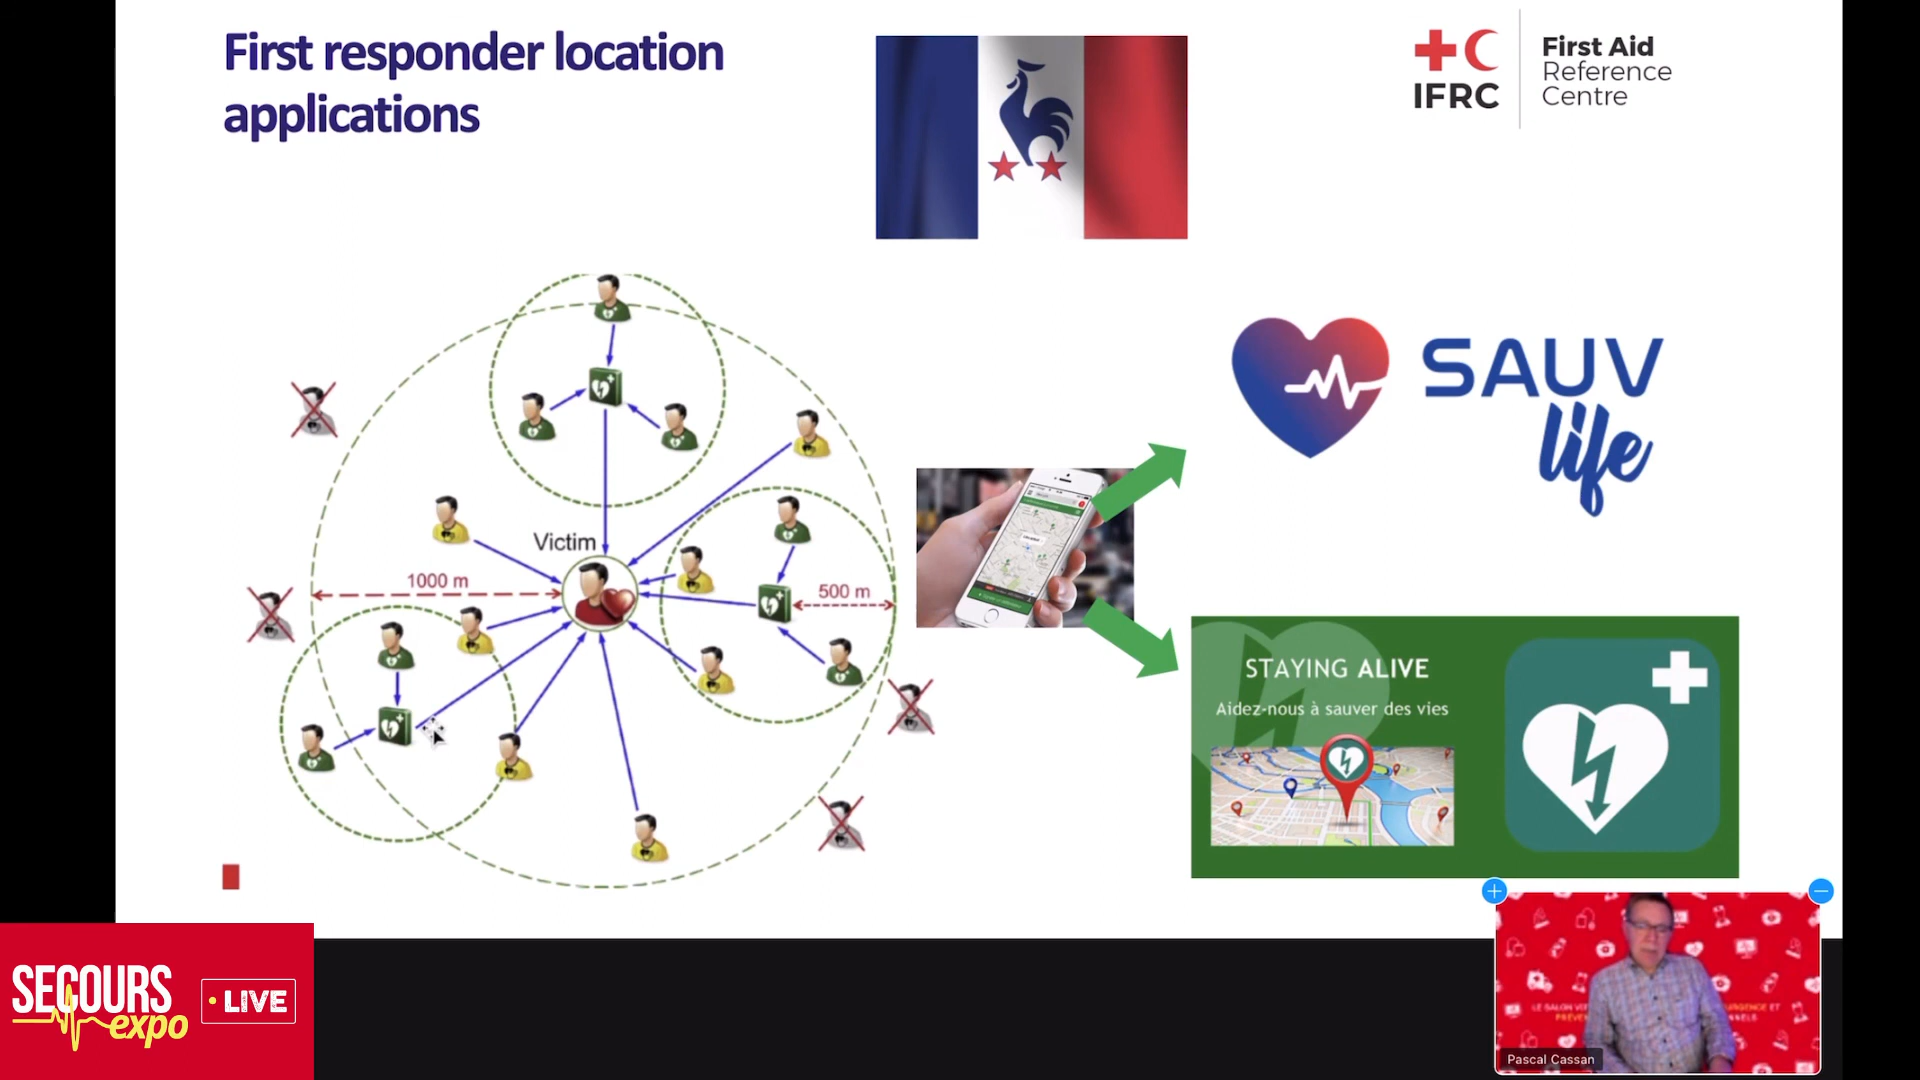 First responder location
applications
IFRC
First Aid
Reference
Centre
Victim
1000 m
500 m
SAUV
life
STAYING ALIVE
Aidez-nous à sauver des vies
SECOURS
expo
LIVE
Pascal Cassan